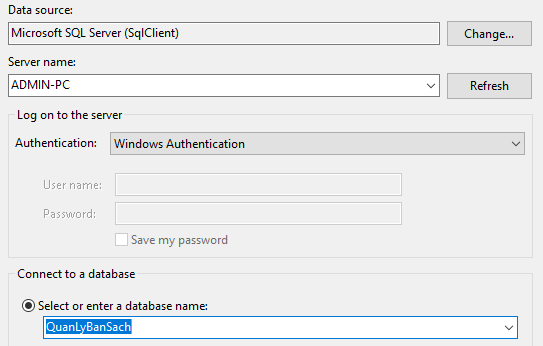 Data source:
Microsoft SQL Server (SqlClient)
Change...
Server name:
ADMIN-PC
Refresh
Log on to the server
Authentication:
Windows Authentication
User name:
Password:
Save my password
Connect to a database
Select or enter a database name:
QuanLyBanSach